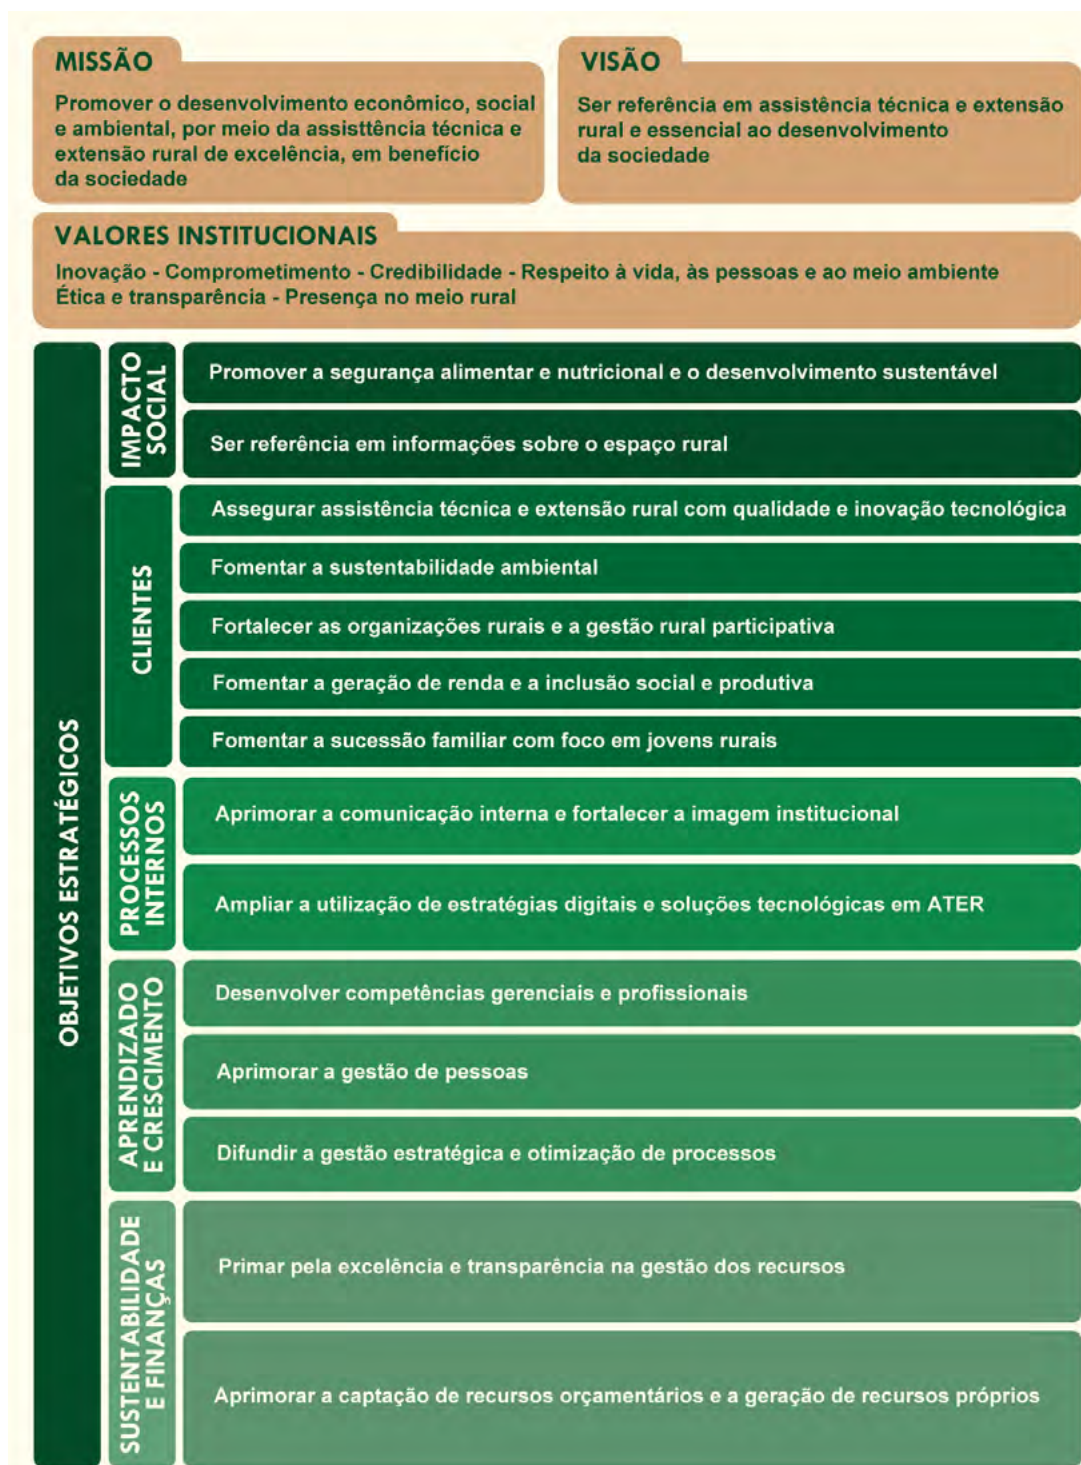 MISSÃO
Promover o desenvolvimento econômico, social
e ambiental, por meio da assisttência técnica e
extensão rural de excelência, em benefício
da sociedade
VISÃO
Ser referência em assistência técnica e extensão
rural e essencial ao desenvolvimento
da sociedade
VALORES INSTITUCIONAIS
Inovação - Comprometimento - Credibilidade - Respeito à vida, às pessoas e ao meio ambiente
Ética e transparência - Presença no meio rural
OBJETIVOS ESTRATÉGICOS
IMPACTO
SOCIAL
Promover a segurança alimentar e nutricional e o desenvolvimento sustentável
Ser referência em informações sobre o espaço rural
CLIENTES
Assegurar assistência técnica e extensão rural com qualidade e inovação tecnológica
Fomentar a sustentabilidade ambiental
Fortalecer as organizações rurais e a gestão rural participativa
Fomentar a geração de renda e a inclusão social e produtiva
Fomentar a sucessão familiar com foco em jovens rurais
PROCESSOS
INTERNOS
Aprimorar a comunicação interna e fortalecer a imagem institucional
Ampliar a utilização de estratégias digitais e soluções tecnológicas em ATER
APRENDIZADO
E CRESCIMENTO
Desenvolver competências gerenciais e profissionais
Aprimorar a gestão de pessoas
Difundir a gestão estratégica e otimização de processos
SUSTENTABILIDADE
E FINANÇAS
Primar pela excelência e transparência na gestão dos recursos
Aprimorar a captação de recursos orçamentários e a geração de recursos próprios